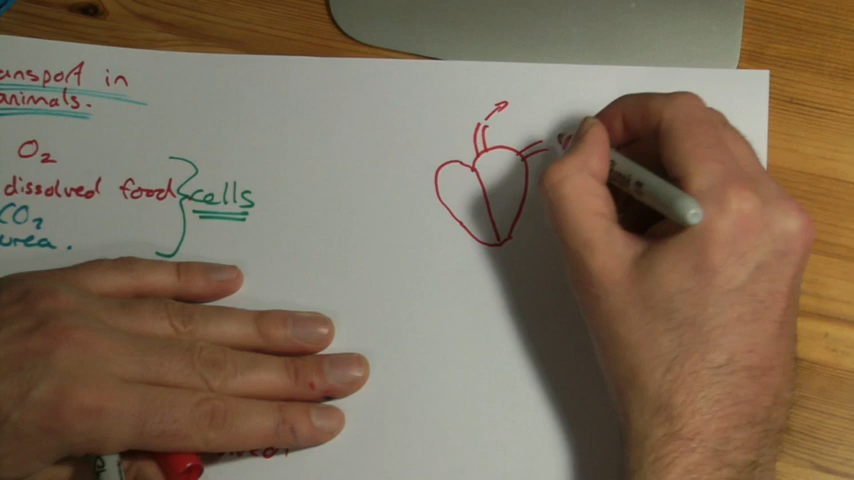 ansport in
animals.
O₂
dissolved food
cells
CO₂
urea.